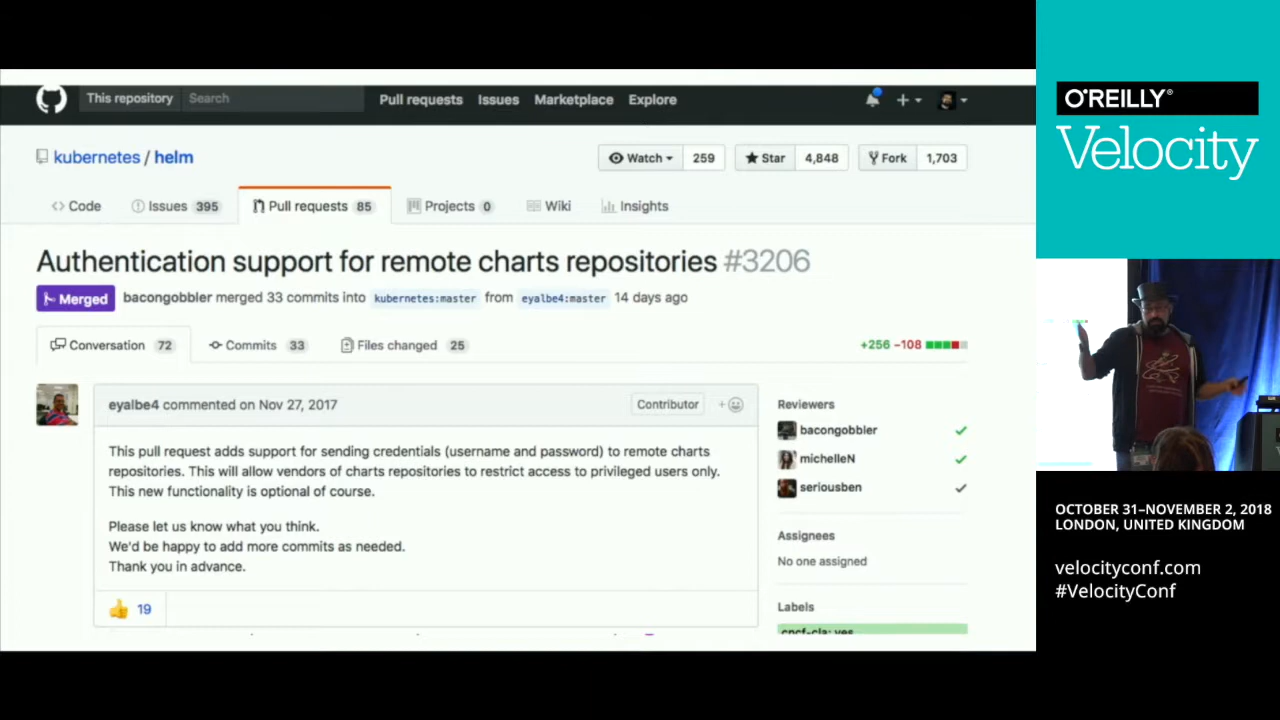 This repository Search Pull requests Issues Marketplace Explore
kubernetes / helm
Watch 259 Star 4,848 Fork 1,703
Code Issues 395 Pull requests 85 Projects 0 Wiki Insights
Authentication support for remote charts repositories #3206
Merged bacongobbler merged 33 commits into kubernetes:master from eyalbe4:master 14 days ago
Conversation 72 Commits 33 Files changed 25 +256 −108
eyalbe4 commented on Nov 27, 2017 Contributor +
This pull request adds support for sending credentials (username and password) to remote charts
repositories. This will allow vendors of charts repositories to restrict access to privileged users only.
This new functionality is optional of course.
Please let us know what you think.
We'd be happy to add more commits as needed.
Thank you in advance.
👍 19
Reviewers
bacongobbler
michelleN
seriousben
Assignees
No one assigned
Labels
cncf-cla: yes
O'REILLY®
Velocity
OCTOBER 31–NOVEMBER 2, 2018
LONDON, UNITED KINGDOM
velocityconf.com
#VelocityConf